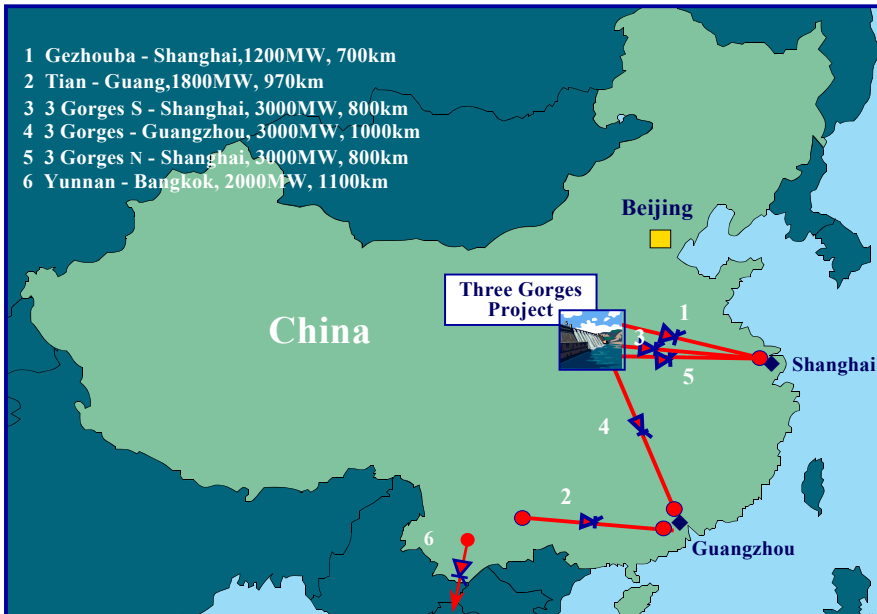 1 Gezhouba - Shanghai,1200MW, 700km
2 Tian - Guang,1800MW, 970km
3 3 Gorges S - Shanghai, 3000MW, 800km
4 3 Gorges - Guangzhou, 3000MW, 1000km
5 3 Gorges N - Shanghai, 3000MW, 800km
6 Yunnan - Bangkok, 2000MW, 1100km
Beijing
Three Gorges
Project
1
China
3
Shanghai
5
4
2
6
Guangzhou